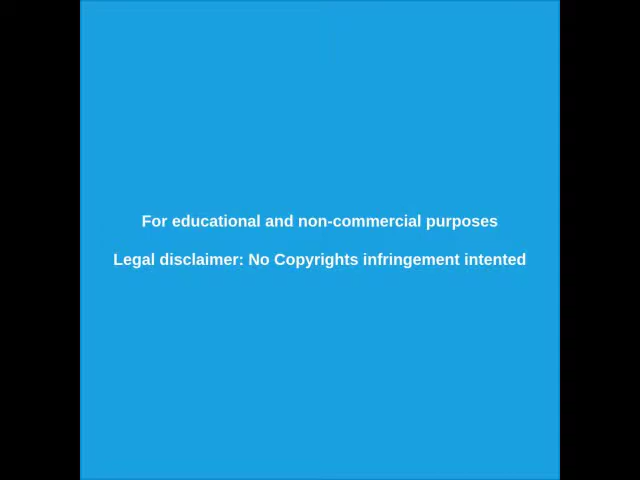 For educational and non-commercial purposes
Legal disclaimer: No Copyrights infringement intented